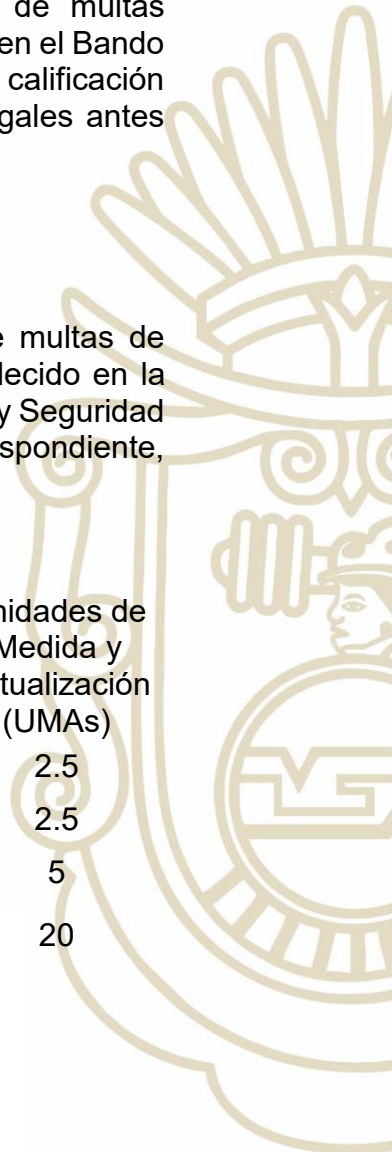 de multas
en el Bando
calificación
gales antes
e multas de
lecido en la
y Seguridad
spondiente,
nidades de
Medida y
tualización
(UMAs)
2.5
2.5
5
20